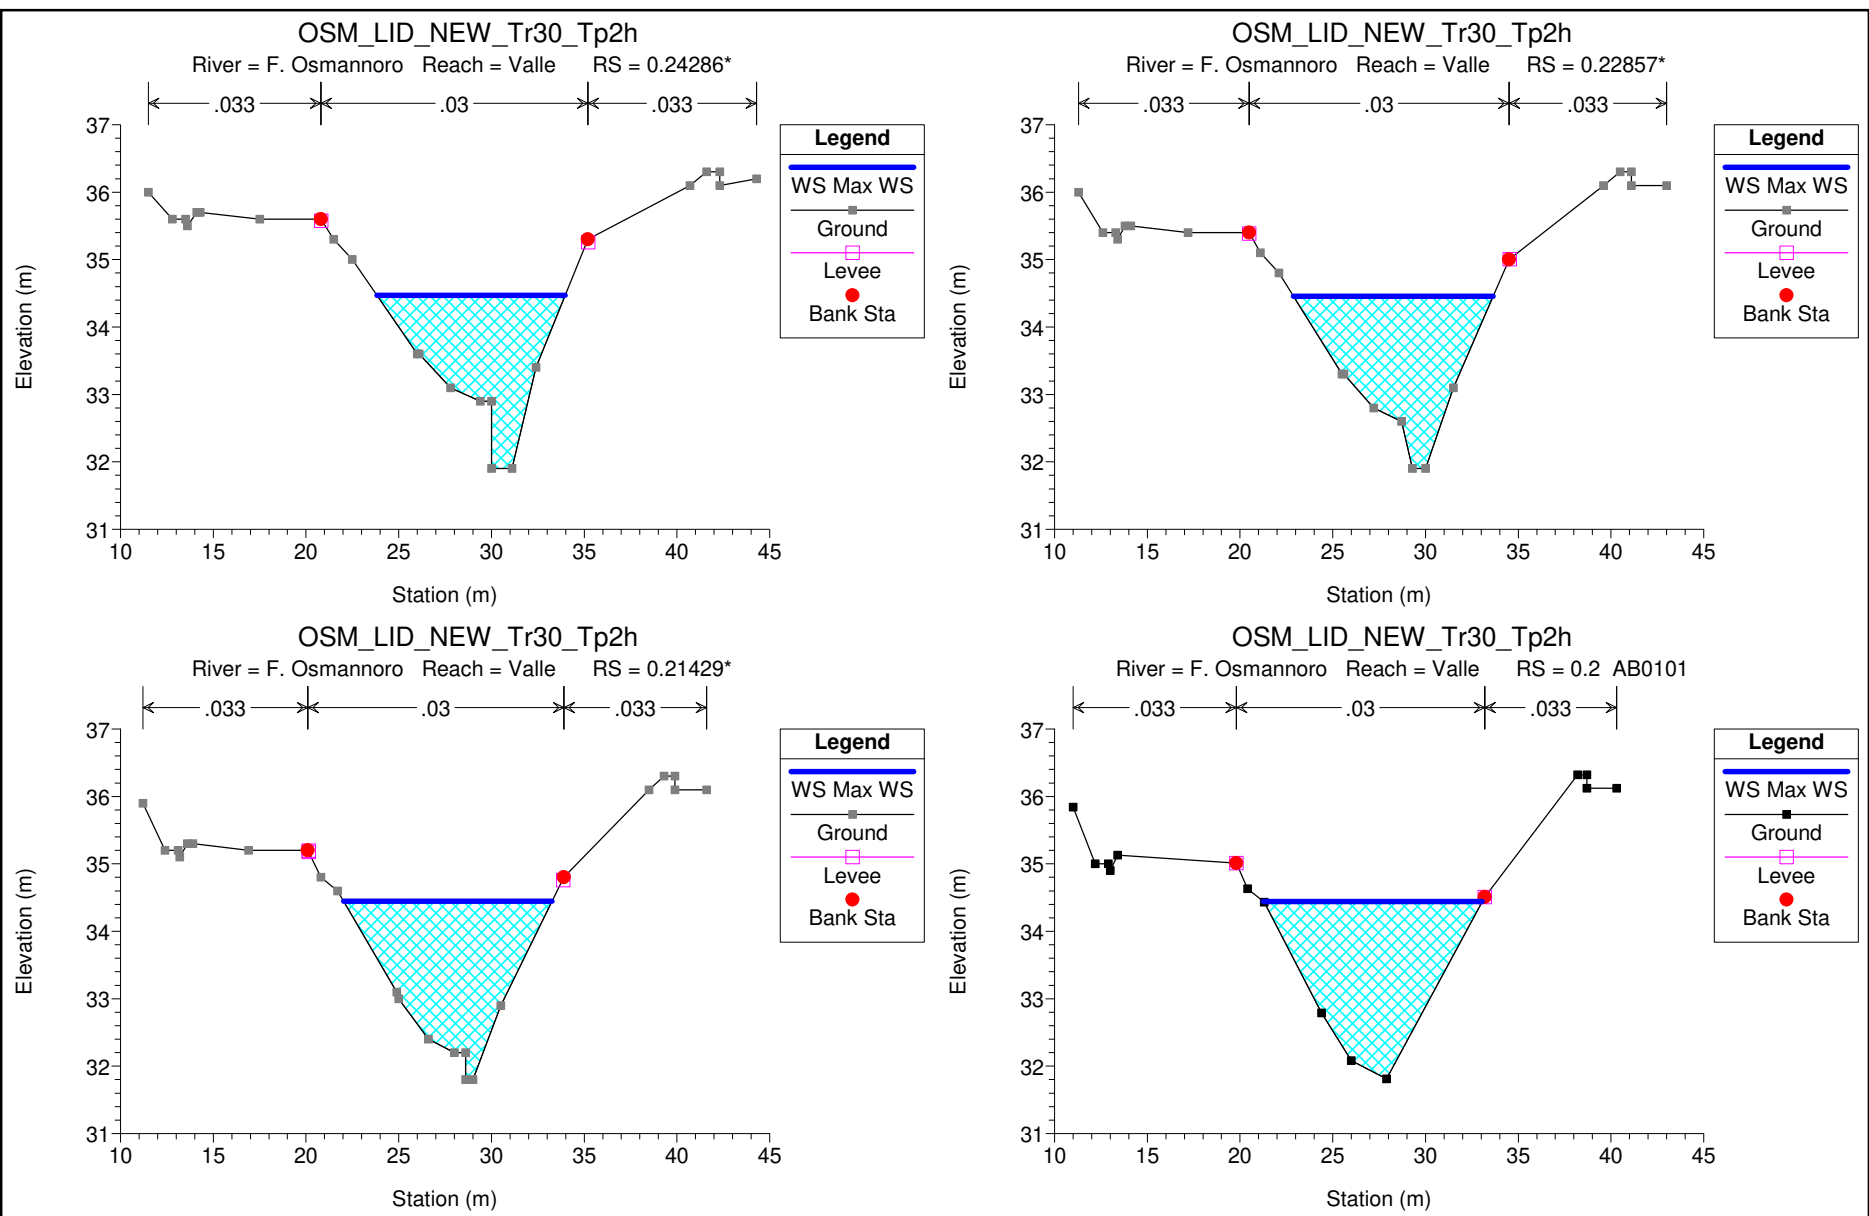 OSM_LID_NEW_Tr30_Tp2h
River = F. Osmannoro Reach = Valle RS = 0.24286*
.033 .03 .033
37
36
35
34
33
32
31
10 15 20 25 30 35 40 45
Elevation (m)
Station (m)
Legend
WS Max WS
Ground
Levee
Bank Sta
OSM_LID_NEW_Tr30_Tp2h
River = F. Osmannoro Reach = Valle RS = 0.22857*
.033 .03 .033
37
36
35
34
33
32
31
10 15 20 25 30 35 40 45
Elevation (m)
Station (m)
Legend
WS Max WS
Ground
Levee
Bank Sta
OSM_LID_NEW_Tr30_Tp2h
River = F. Osmannoro Reach = Valle RS = 0.21429*
.033 .03 .033
37
36
35
34
33
32
31
10 15 20 25 30 35 40 45
Elevation (m)
Station (m)
Legend
WS Max WS
Ground
Levee
Bank Sta
OSM_LID_NEW_Tr30_Tp2h
River = F. Osmannoro Reach = Valle RS = 0.2 AB0101
.033 .03 .033
37
36
35
34
33
32
31
10 15 20 25 30 35 40 45
Elevation (m)
Station (m)
Legend
WS Max WS
Ground
Levee
Bank Sta